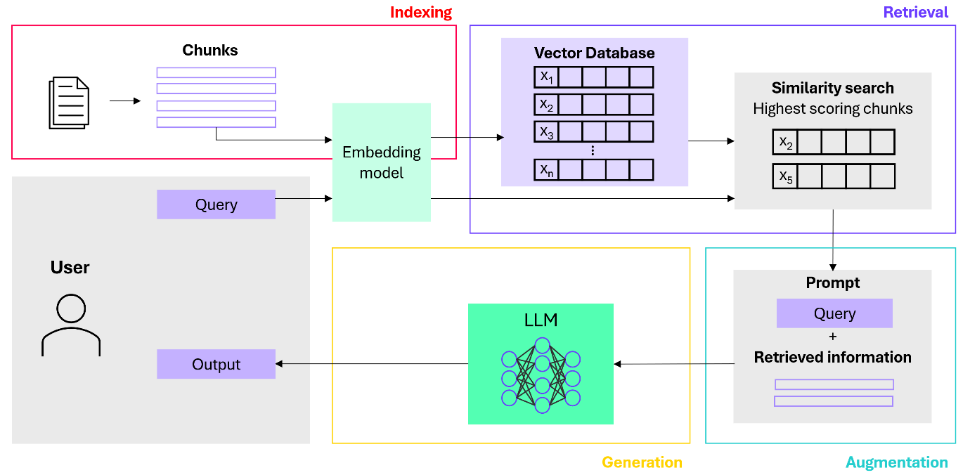 Indexing
Retrieval
Chunks
Vector Database
x1
x2
x3
⋮
xn
Similarity search
Highest scoring chunks
x2
x5
Embedding
model
Query
User
Output
LLM
Prompt
Query
+
Retrieved information
Generation
Augmentation